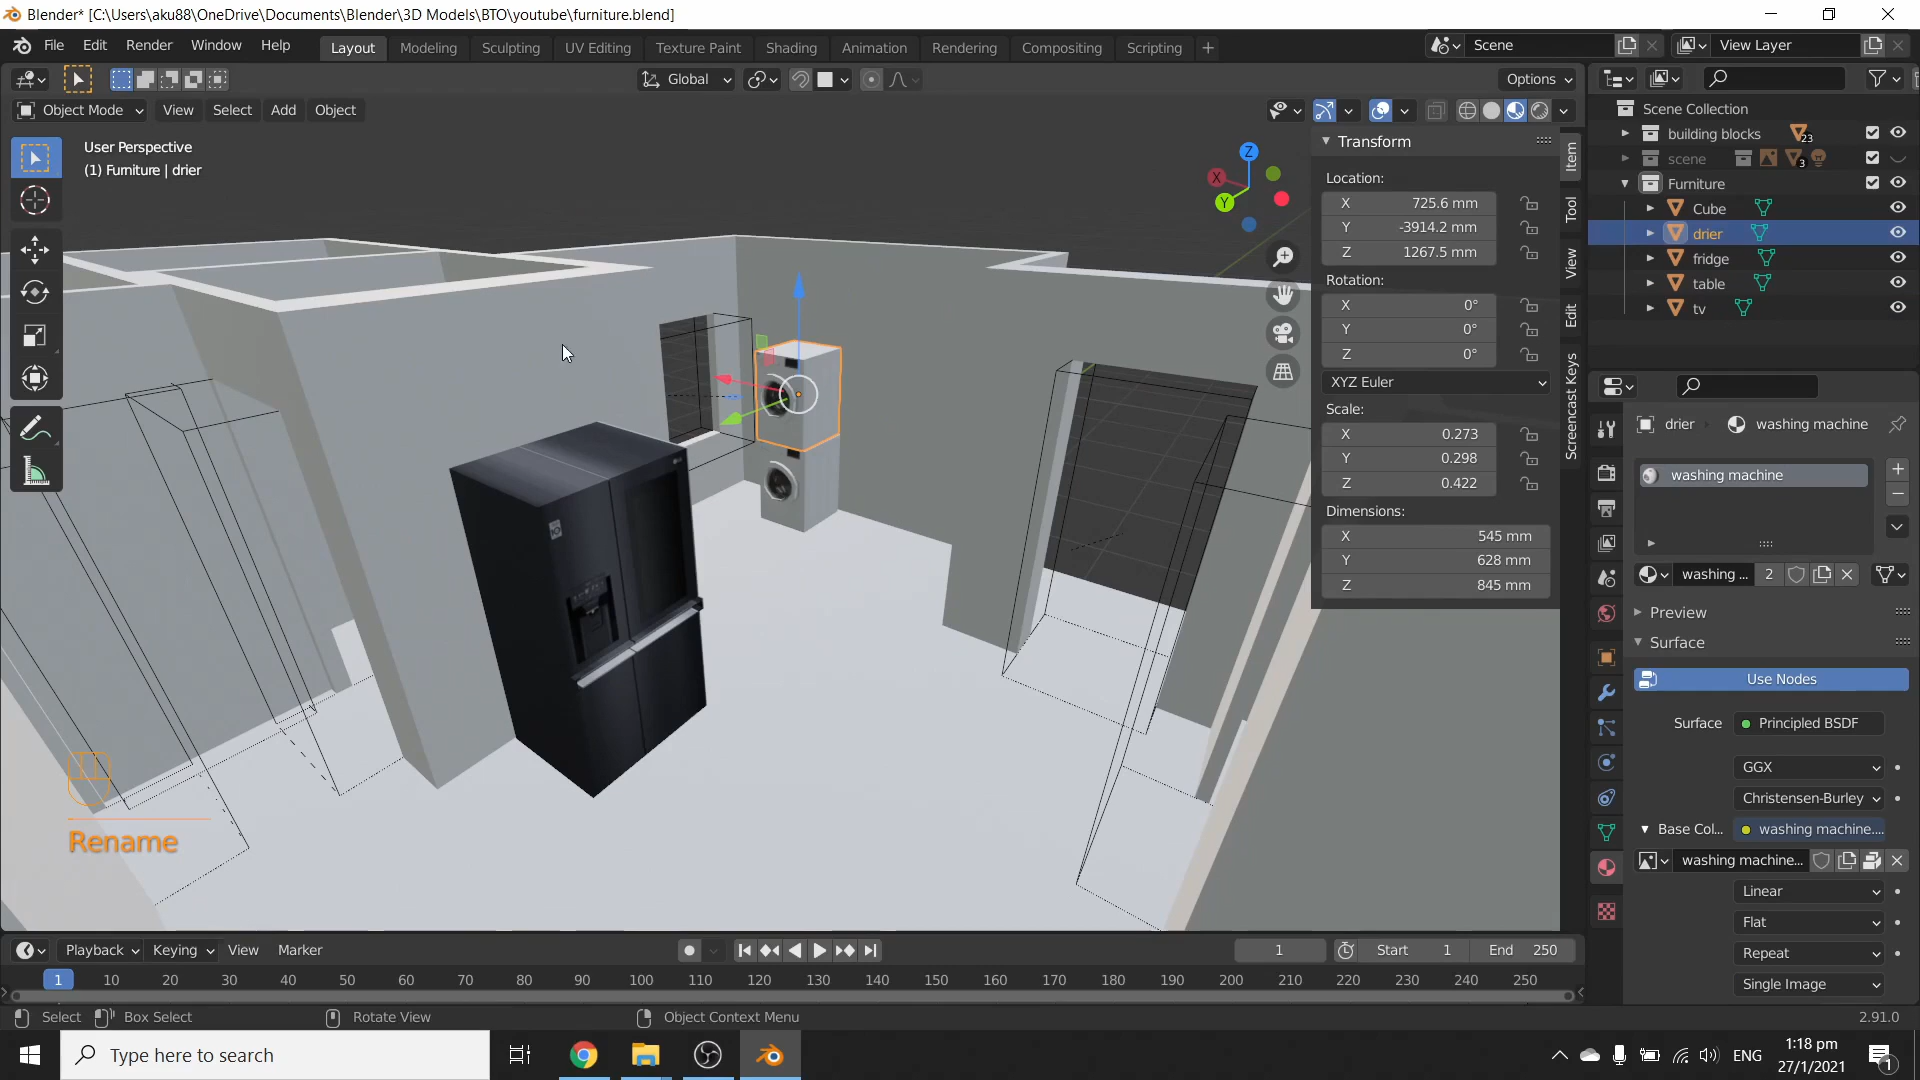 Blender* [C:\Users\aku88\OneDrive\Documents\Blender\3D Models\BTO\youtube\furniture.blend]
File Edit Render Window Help Layout Modeling Sculpting UV Editing Texture Paint Shading Animation Rendering Compositing Scripting + Scene View Layer
Global Options
Object Mode View Select Add Object
User Perspective
(1) Furniture | drier
Z
X
Y
Transform
Location:
X 725.6 mm
Y -3914.2 mm
Z 1267.5 mm
Rotation:
X 0°
Y 0°
Z 0°
XYZ Euler
Scale:
X 0.273
Y 0.298
Z 0.422
Dimensions:
X 545 mm
Y 628 mm
Z 845 mm
Item
Tool
View
Edit
Screencast Keys
Scene Collection
building blocks 23
scene 3
Furniture
Cube
drier
fridge
table
tv
drier washing machine
washing machine
washing ... 2
Preview
Surface
Use Nodes
Surface Principled BSDF
GGX
Christensen-Burley
Base Col... washing machine....
washing machine...
Linear
Flat
Repeat
Single Image
LG
Rename
Playback Keying View Marker 1 Start 1 End 250
1 10 20 30 40 50 60 70 80 90 100 110 120 130 140 150 160 170 180 190 200 210 220 230 240 250
Select Box Select Rotate View Object Context Menu 2.91.0
Type here to search
ENG
1:18 pm
27/1/2021
1